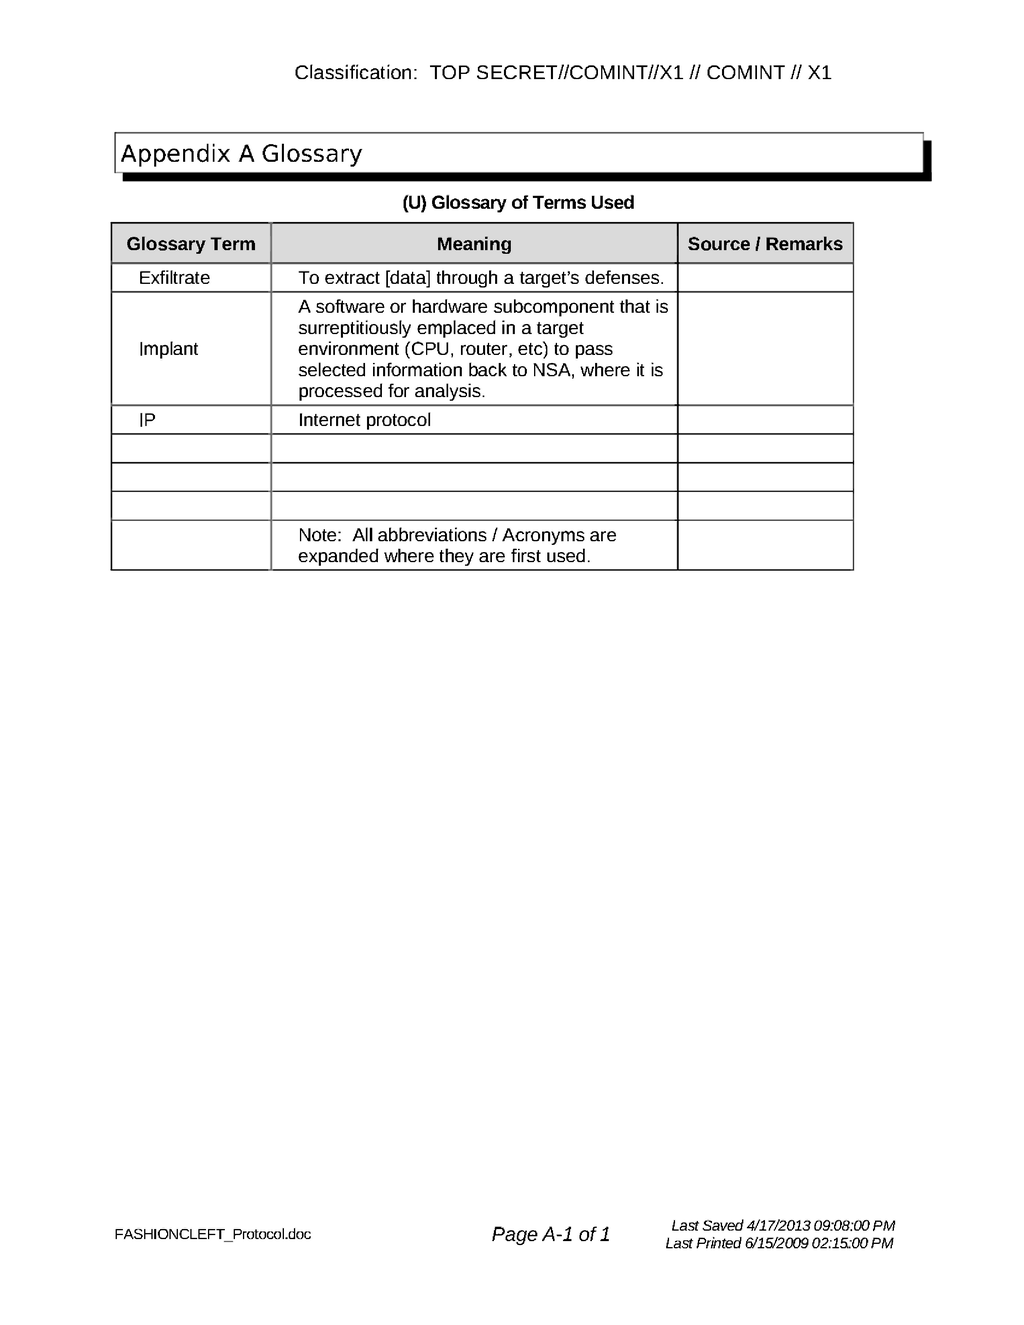 Classification:  TOP SECRET//COMINT//X1 // COMINT // X1
Appendix A Glossary
(U) Glossary of Terms Used
Glossary Term Meaning Source / Remarks
Exfiltrate To extract [data] through a target’s defenses.
Implant
A software or hardware subcomponent that is
surreptitiously emplaced in a target
environment (CPU, router, etc) to pass
selected information back to NSA, where it is
processed for analysis.
IP Internet protocol
Note:  All abbreviations / Acronyms are
expanded where they are first used.
FASHIONCLEFT_Protocol.doc
Page A-1 of 1
Last Saved 4/17/2013 09:08:00 PM
Last Printed 6/15/2009 02:15:00 PM